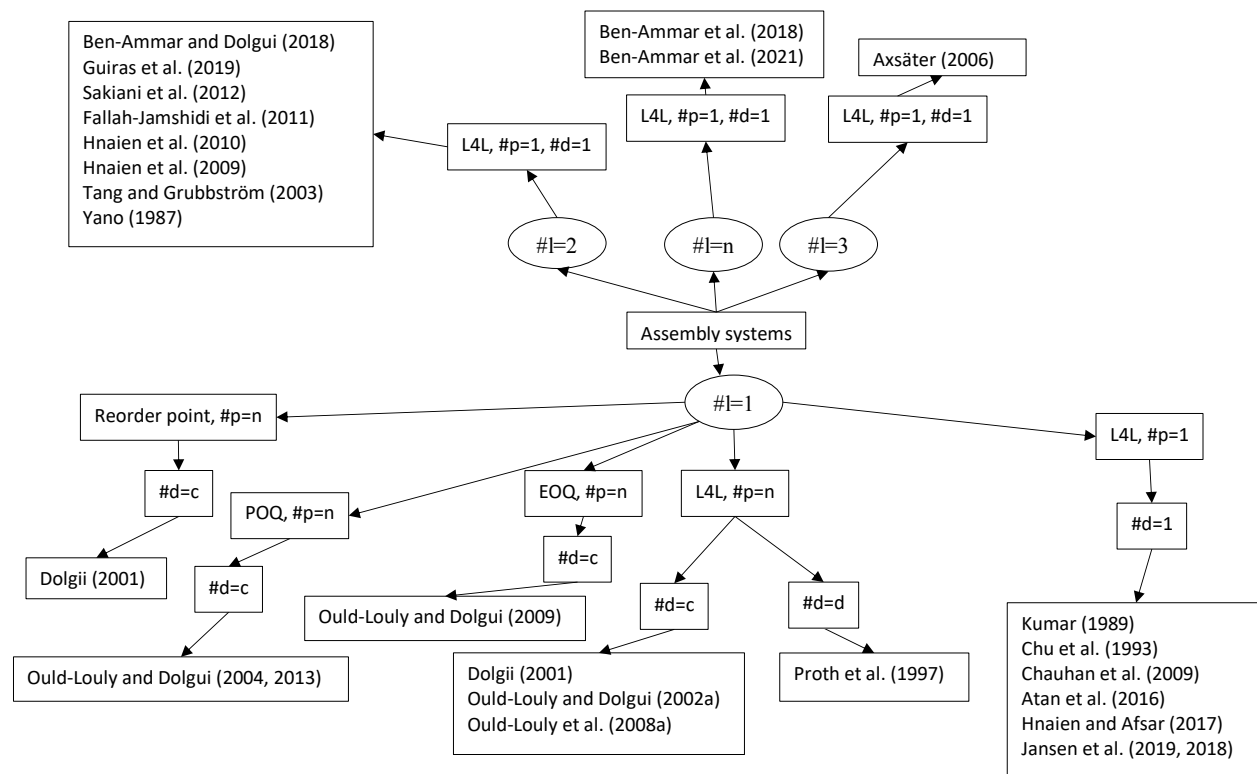 Ben-Ammar and Dolgui (2018)
Guiras et al. (2019)
Sakiani et al. (2012)
Fallah-Jamshidi et al. (2011)
Hnaien et al. (2010)
Hnaien et al. (2009)
Tang and Grubbström (2003)
Yano (1987)
Ben-Ammar et al. (2018)
Ben-Ammar et al. (2021)
Axsäter (2006)
L4L, #p=1, #d=1
L4L, #p=1, #d=1
L4L, #p=1, #d=1
#l=2
#l=n
#l=3
Assembly systems
#l=1
Reorder point, #p=n
L4L, #p=1
#d=c
POQ, #p=n
EOQ, #p=n
L4L, #p=n
#d=1
Dolgii (2001)
#d=c
#d=c
#d=c
#d=d
Ould-Louly and Dolgui (2009)
Ould-Louly and Dolgui (2004, 2013)
Dolgii (2001)
Ould-Louly and Dolgui (2002a)
Ould-Louly et al. (2008a)
Proth et al. (1997)
Kumar (1989)
Chu et al. (1993)
Chauhan et al. (2009)
Atan et al. (2016)
Hnaien and Afsar (2017)
Jansen et al. (2019, 2018)